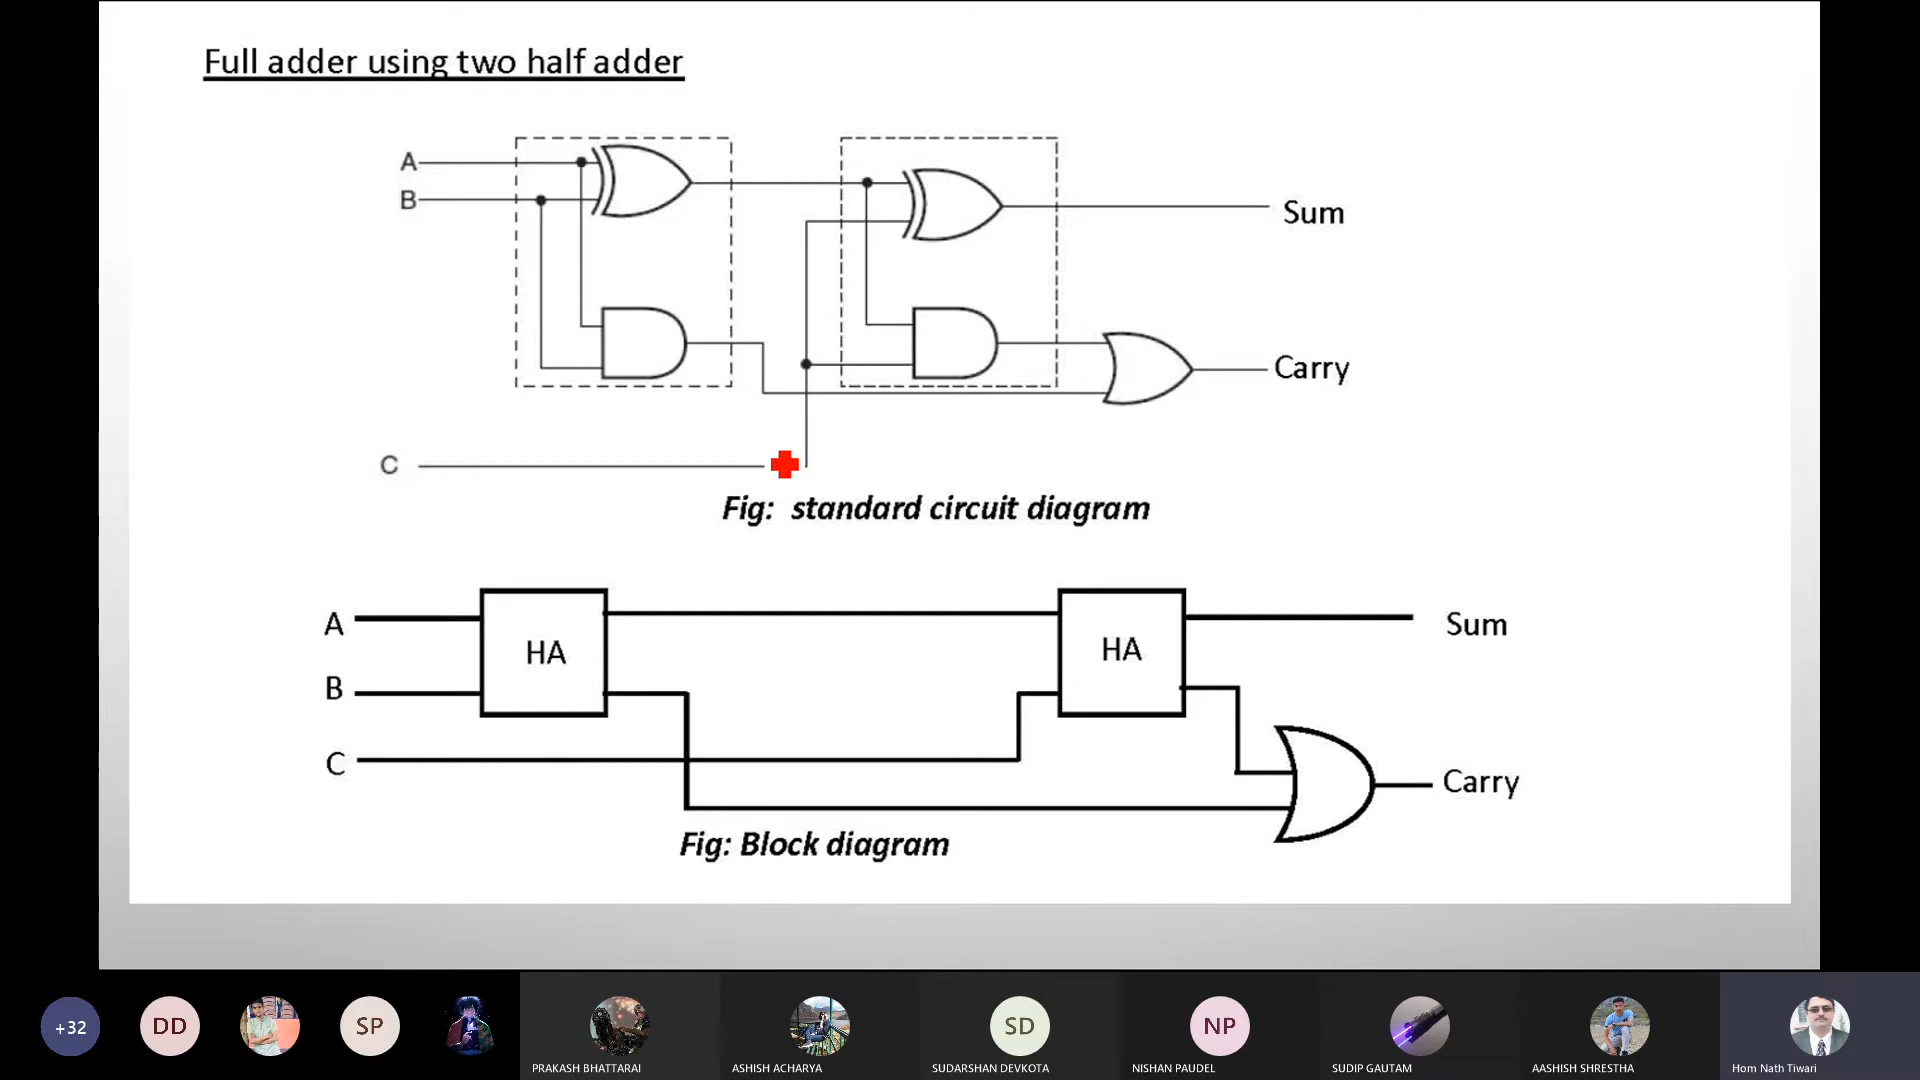 Full adder using two half adder
A
B
Sum
Carry
C
Fig: standard circuit diagram
A
HA
HA
Sum
B
C
Carry
Fig: Block diagram
+32
DD
SP
SD
NP
PRAKASH BHATTARAI
ASHISH ACHARYA
SUDARSHAN DEVKOTA
NISHAN PAUDEL
SUDIP GAUTAM
AASHISH SHRESTHA
Hom Nath Tiwari